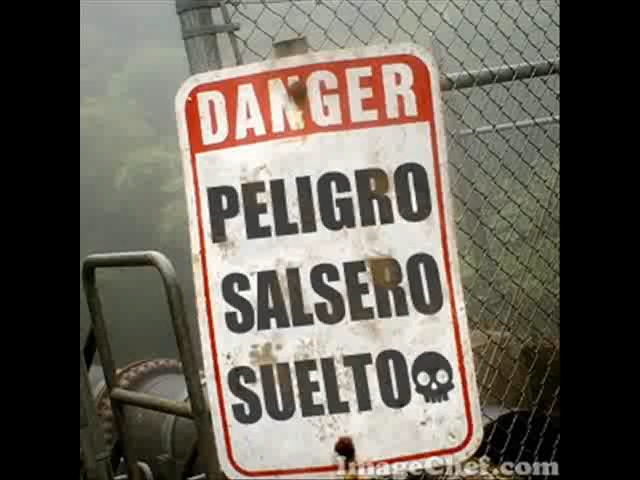 DANGER
PELIGRO
SALSERO
SUELTO
ImageChef.com